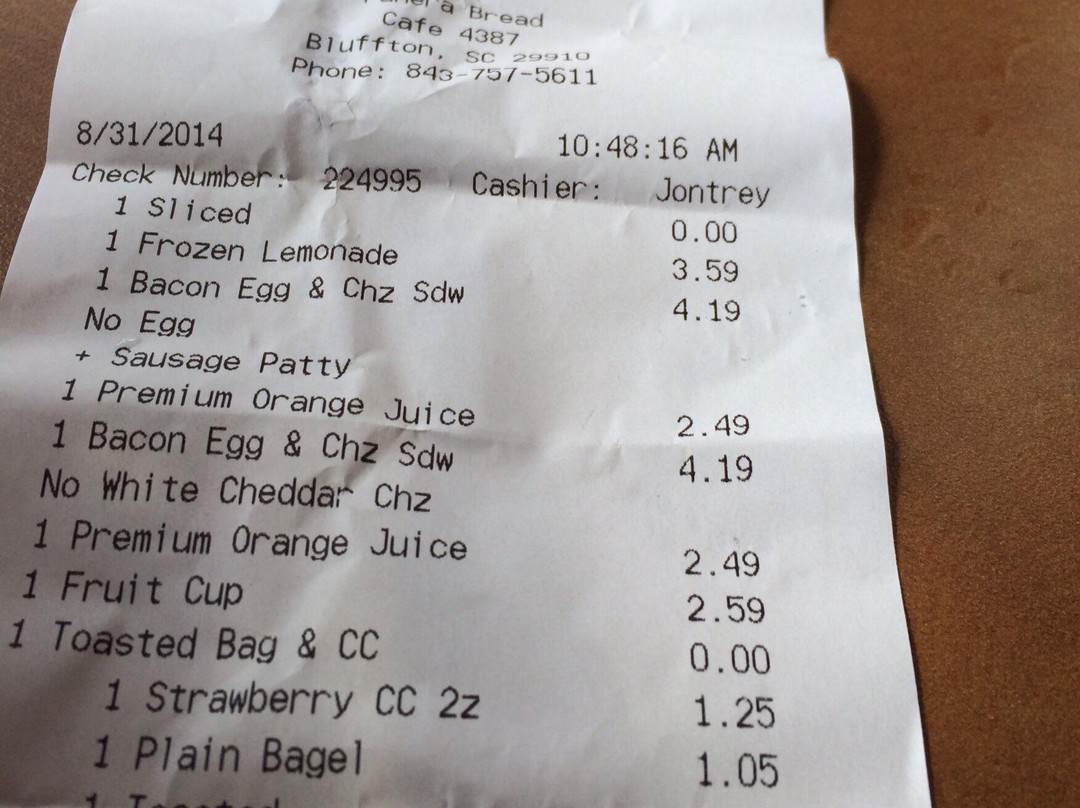 Bread
Cafe 4387
Bluffton, SC 29910
Phone: 843-757-5611
8/31/2014 10:48:16 AM
Check Number: 224995 Cashier: Jontrey
1 Sliced 0.00
1 Frozen Lemonade 3.59
1 Bacon Egg & Chz Sdw 4.19
No Egg
+ Sausage Patty
1 Premium Orange Juice 2.49
1 Bacon Egg & Chz Sdw 4.19
No White Cheddar Chz
1 Premium Orange Juice 2.49
1 Fruit Cup 2.59
1 Toasted Bag & CC 0.00
1 Strawberry CC 2z 1.25
1 Plain Bagel 1.05
1 Toasted